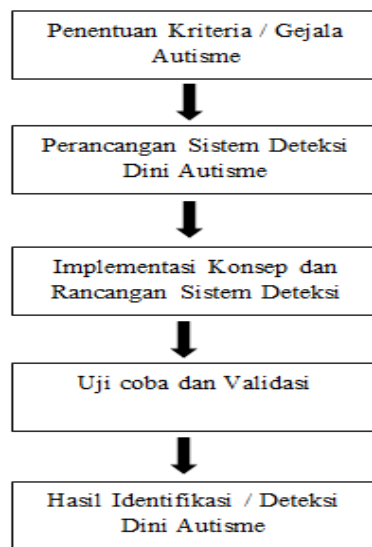 Penentuan Kriteria / Gejala
Autisme
Perancangan Sistem Deteksi
Dini Autisme
Implementasi Konsep dan
Rancangan Sistem Deteksi
Uji coba dan Validasi
Hasil Identifikasi / Deteksi
Dini Autisme